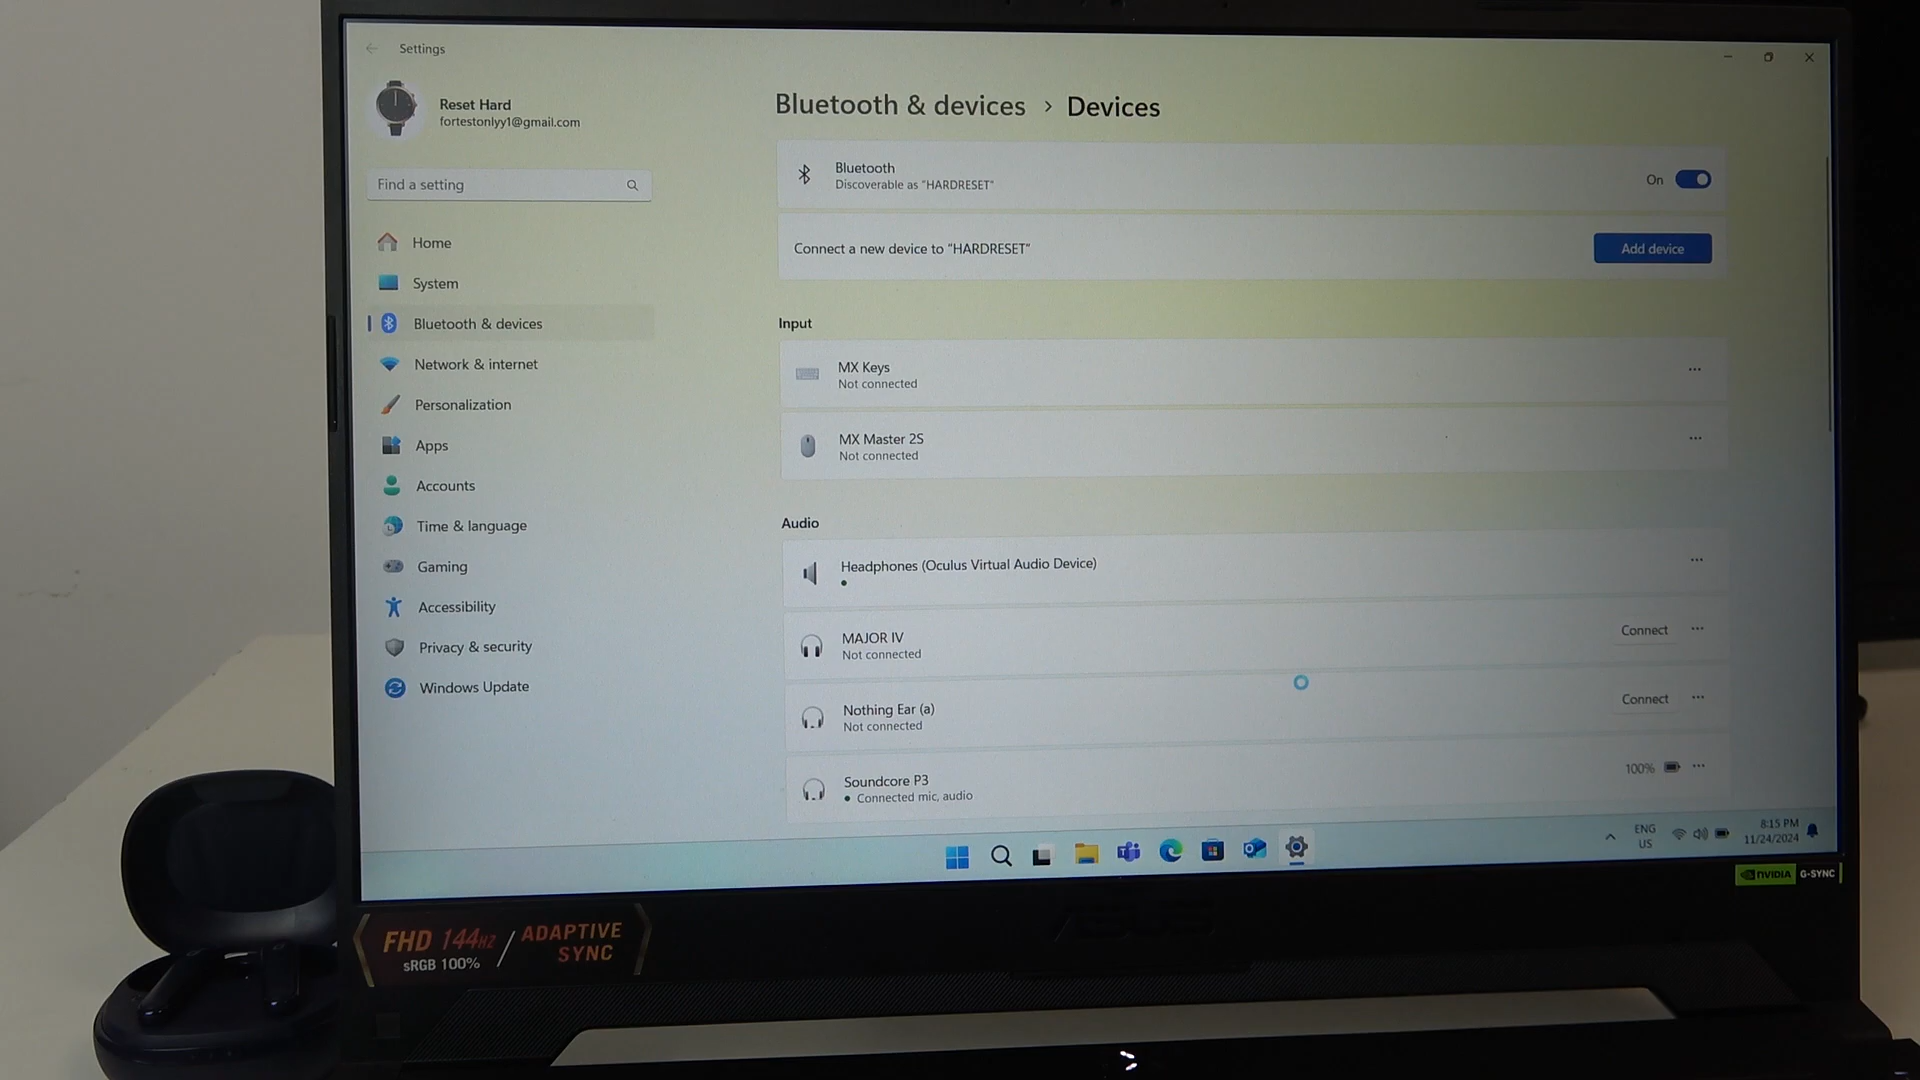 Settings
Reset Hard
fortestonlyy1@gmail.com
Find a setting
Home
System
Bluetooth & devices
Network & internet
Personalization
Apps
Accounts
Time & language
Gaming
Accessibility
Privacy & security
Windows Update
Bluetooth & devices › Devices
Bluetooth
Discoverable as "HARDRESET"
On
Connect a new device to "HARDRESET"
Add device
Input
MX Keys
Not connected
MX Master 2S
Not connected
Audio
Headphones (Oculus Virtual Audio Device)
MAJOR IV
Not connected
Connect
Nothing Ear (a)
Not connected
Connect
Soundcore P3
Connected mic, audio
100%
ENG
US
8:15 PM
11/24/2024
NVIDIA G-SYNC
FHD 144HZ / ADAPTIVE SYNC
sRGB 100%
ASUS